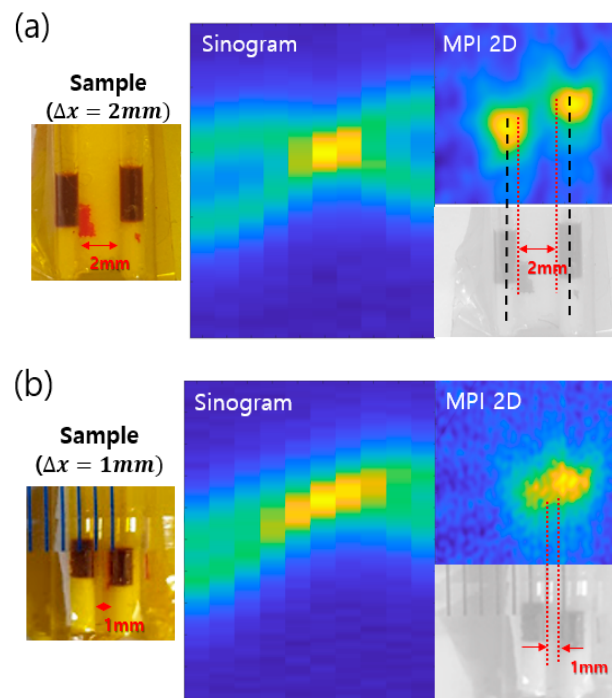 (a)
Sample
(Δx = 2mm)
2mm
Sinogram
MPI 2D
2mm
(b)
Sample
(Δx = 1mm)
1mm
Sinogram
MPI 2D
1mm